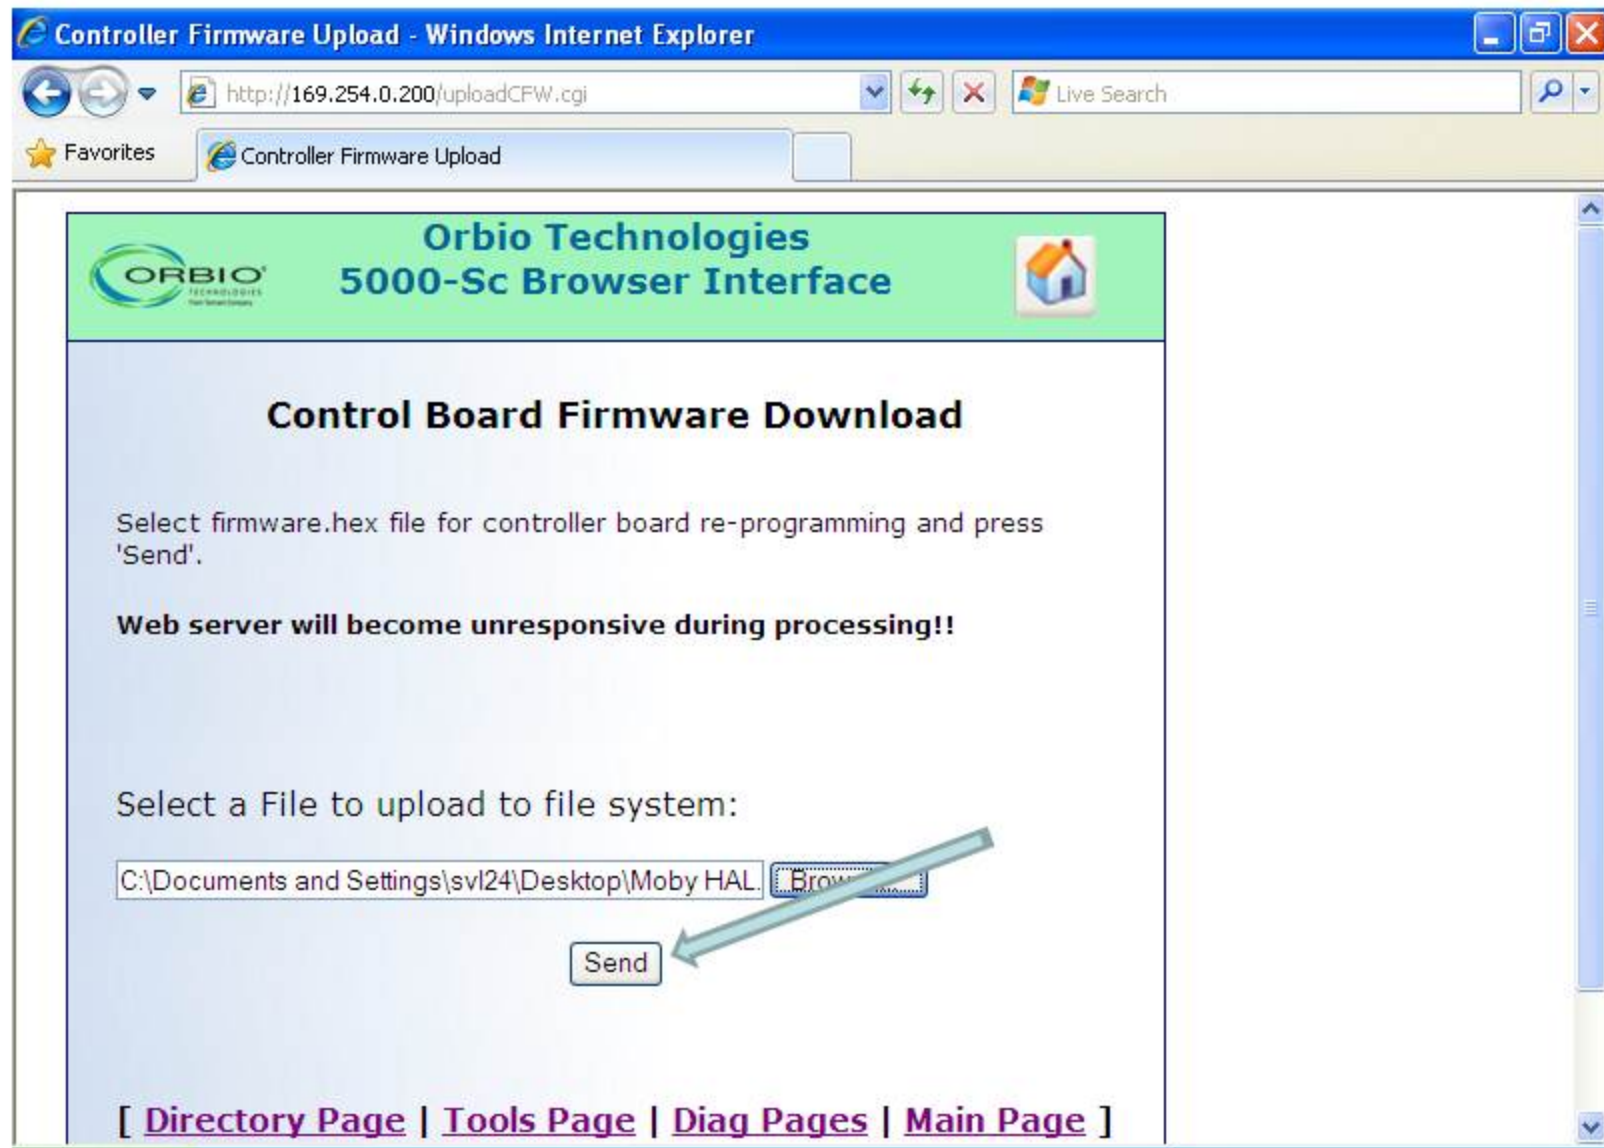 Controller Firmware Upload - Windows Internet Explorer
http://169.254.0.200/uploadCFW.cgi
Live Search
Favorites
Controller Firmware Upload
ORBIO
TECHNOLOGIES
Orbio Technologies
5000-Sc Browser Interface
Control Board Firmware Download
Select firmware.hex file for controller board re-programming and press
'Send'.
Web server will become unresponsive during processing!!
Select a File to upload to file system:
C:\Documents and Settings\svl24\Desktop\Moby HAL.
Send
[ Directory Page | Tools Page | Diag Pages | Main Page ]